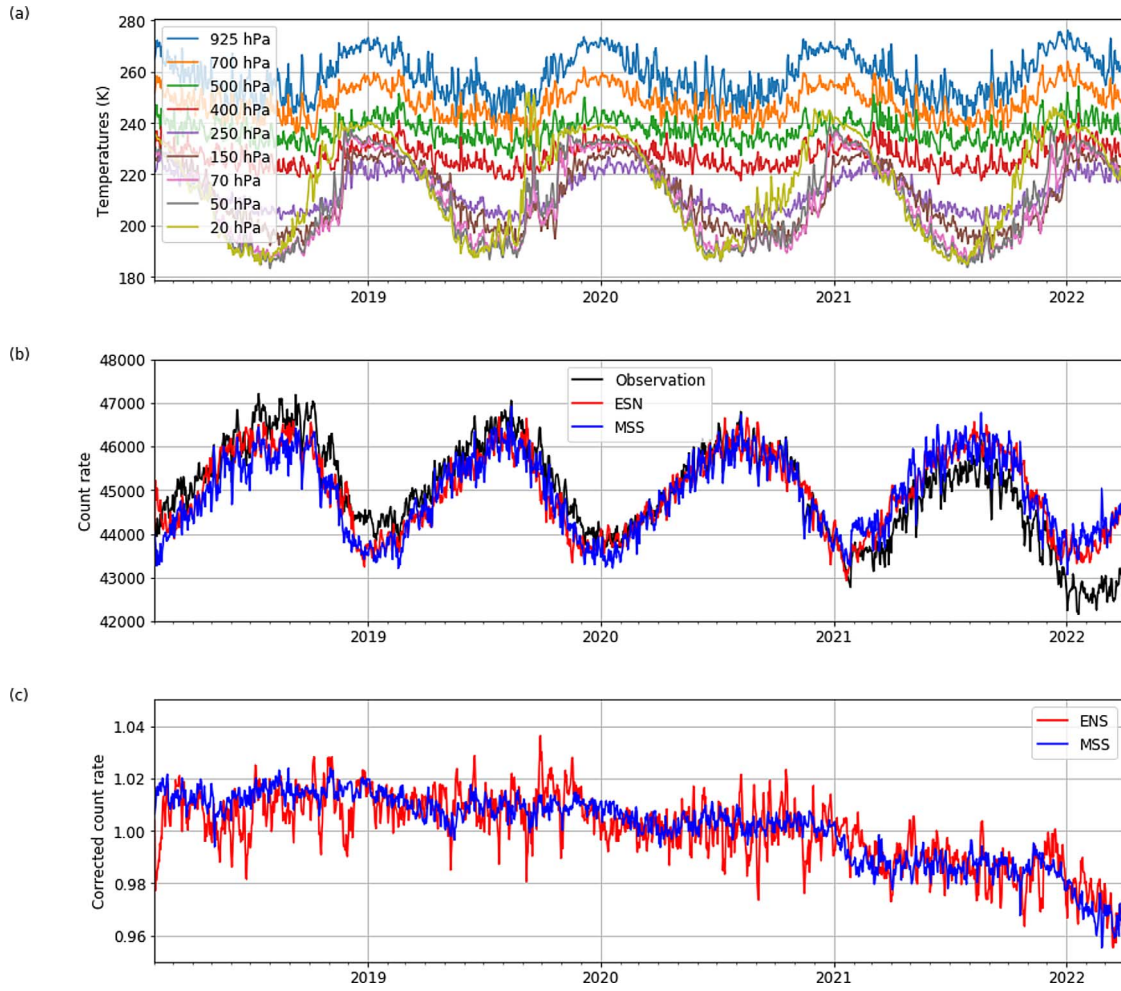 (a)
280
260
240
220
200
180
Temperatures (K)
925 hPa
700 hPa
500 hPa
400 hPa
250 hPa
150 hPa
70 hPa
50 hPa
20 hPa
2019 2020 2021 2022
(b)
48000
47000
46000
45000
44000
43000
42000
Count rate
Observation
ESN
MSS
2019 2020 2021 2022
(c)
1.04
1.02
1.00
0.98
0.96
Corrected count rate
ENS
MSS
2019 2020 2021 2022